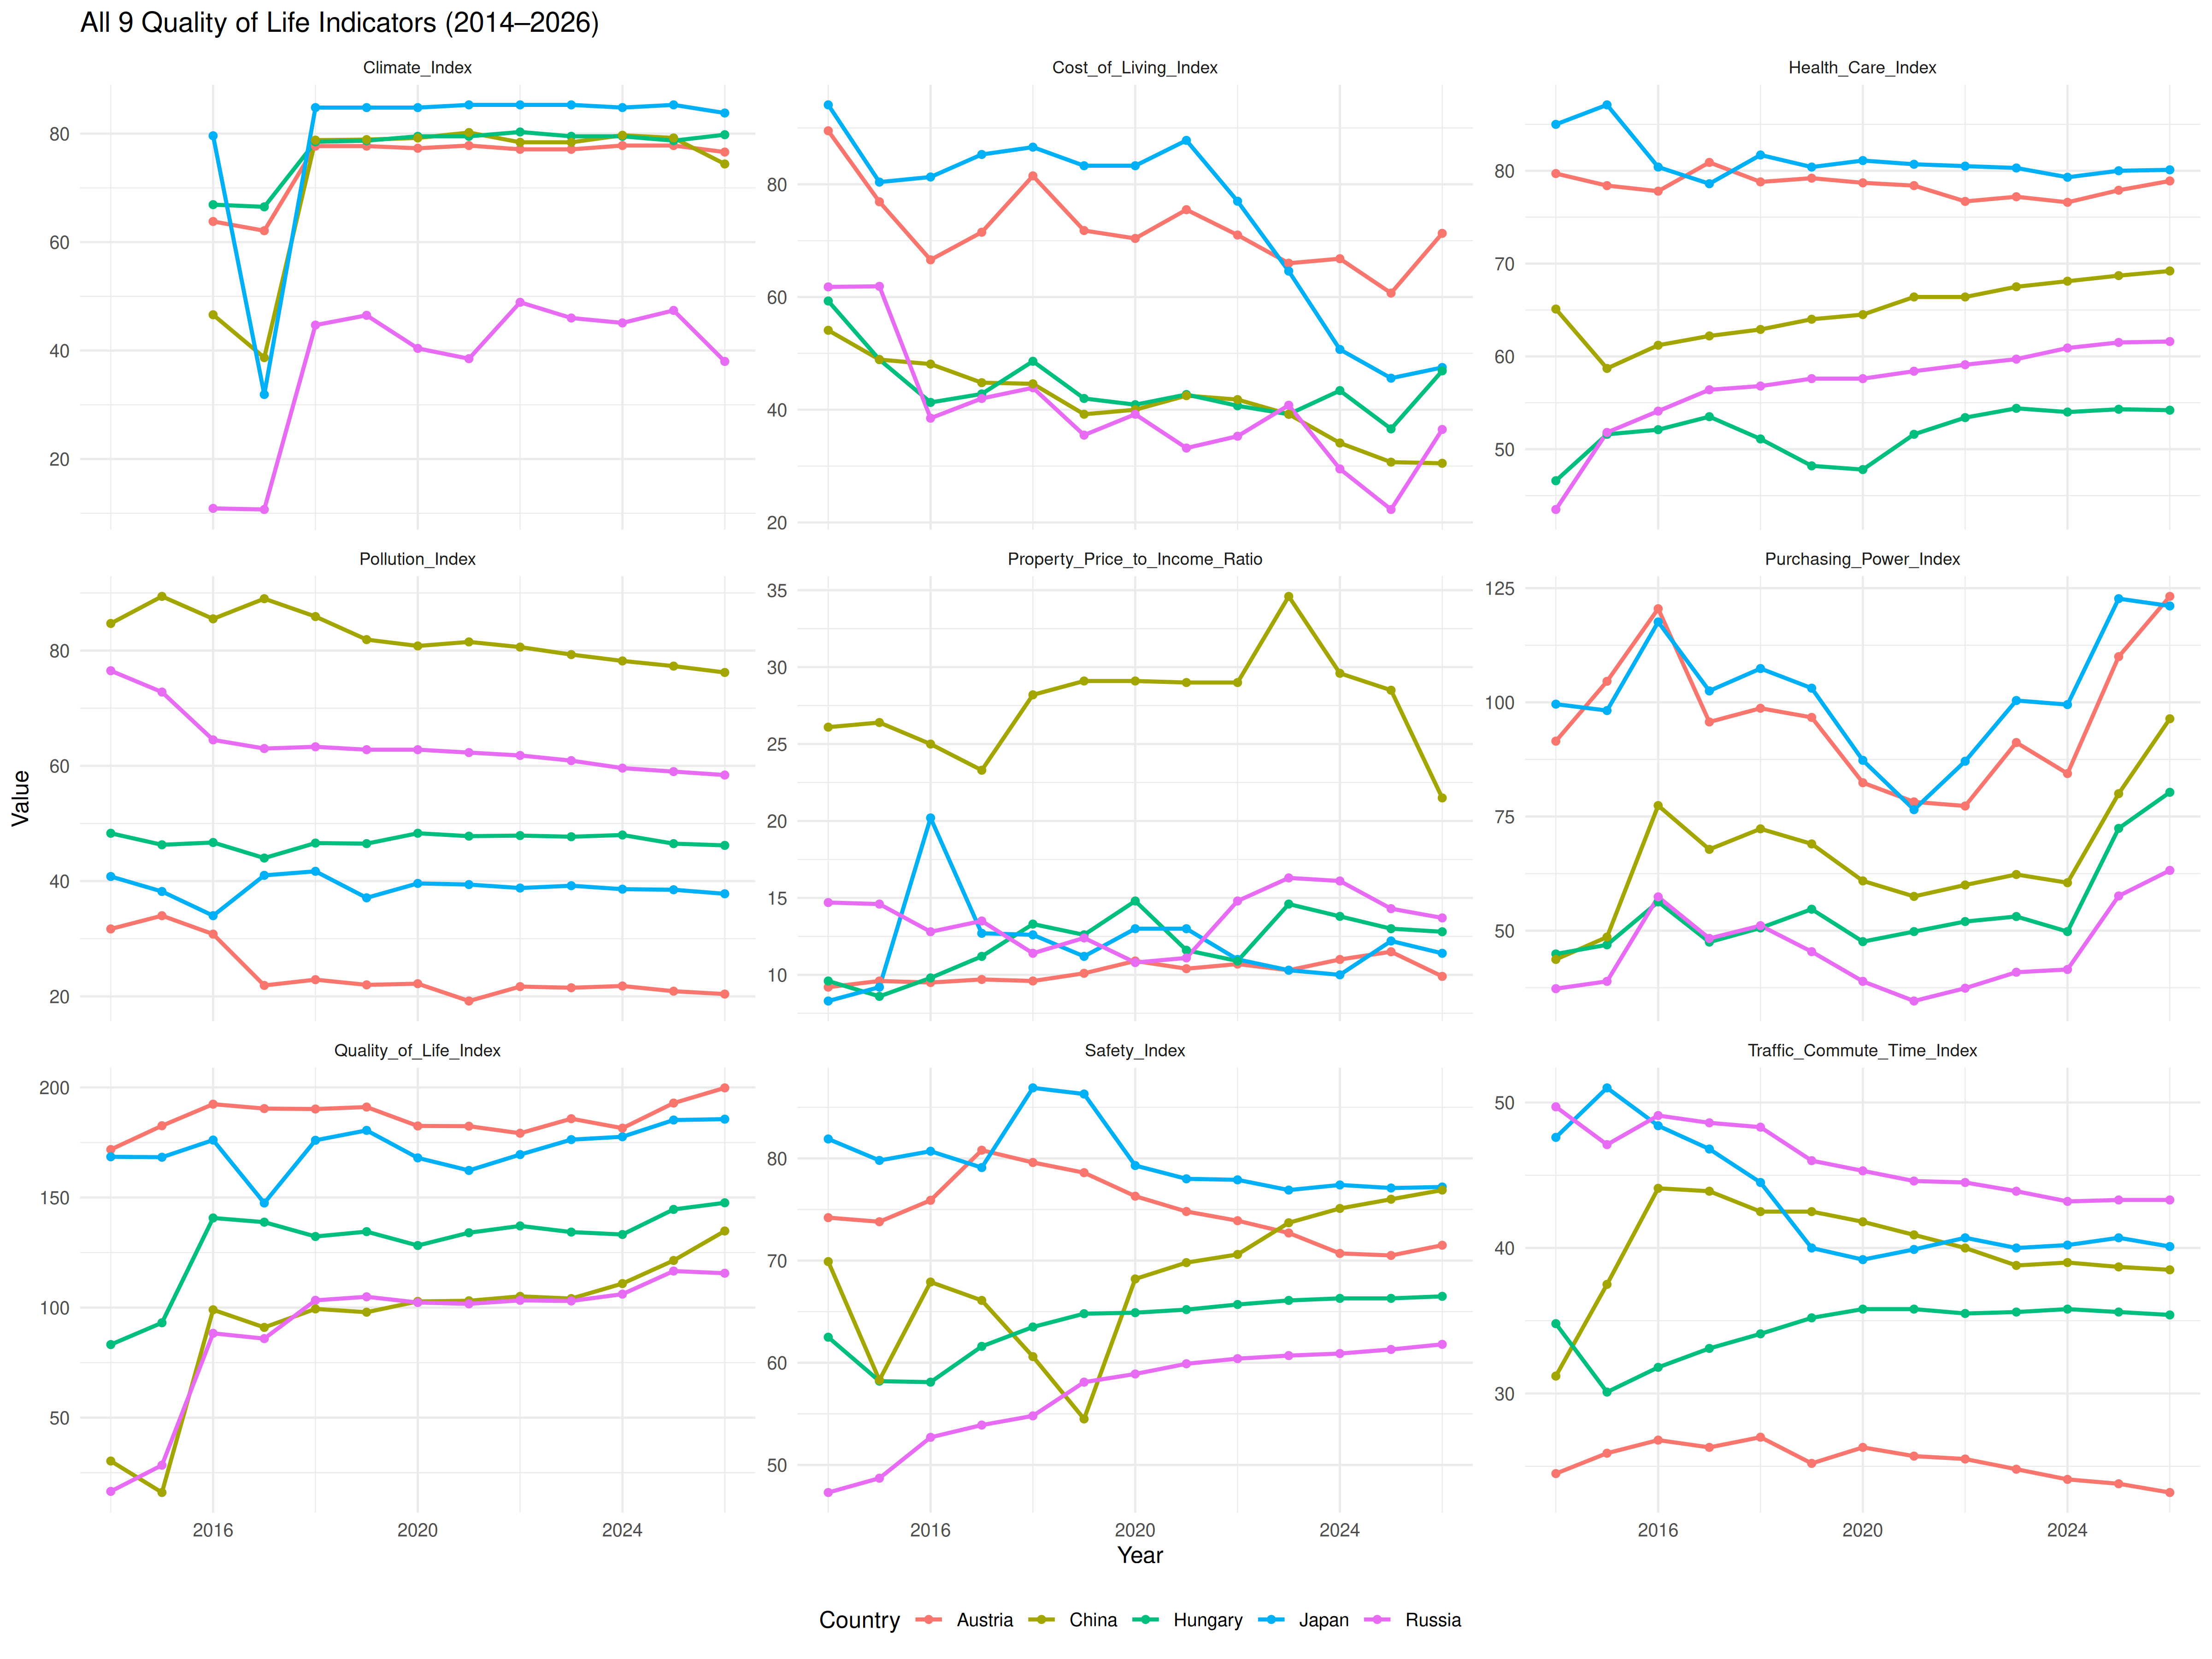 All 9 Quality of Life Indicators (2014–2026)
Climate_Index
Cost_of_Living_Index
Health_Care_Index
80
60
40
20
80
60
40
20
80
70
60
50
Pollution_Index
Property_Price_to_Income_Ratio
Purchasing_Power_Index
80
60
40
20
35
30
25
20
15
10
125
100
75
50
Value
Quality_of_Life_Index
Safety_Index
Traffic_Commute_Time_Index
200
150
100
50
80
70
60
50
50
40
30
2016 2020 2024
2016 2020 2024
2016 2020 2024
Year
Country Austria China Hungary Japan Russia